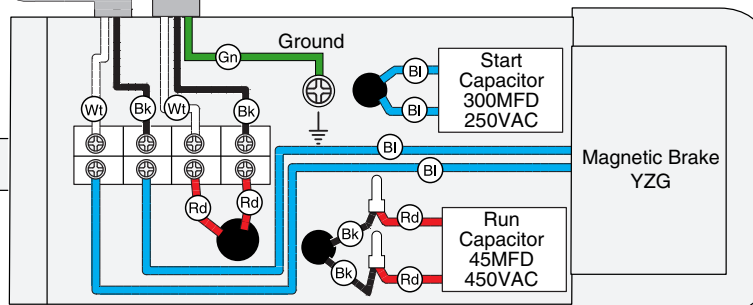 Ground
Gn
Wt
Bk
Wt
Bk
Bl
Bl
Start
Capacitor
300MFD
250VAC
Magnetic Brake
YZG
Bl
Bl
Rd
Rd
Bk
Bk
Rd
Rd
Run
Capacitor
45MFD
450VAC